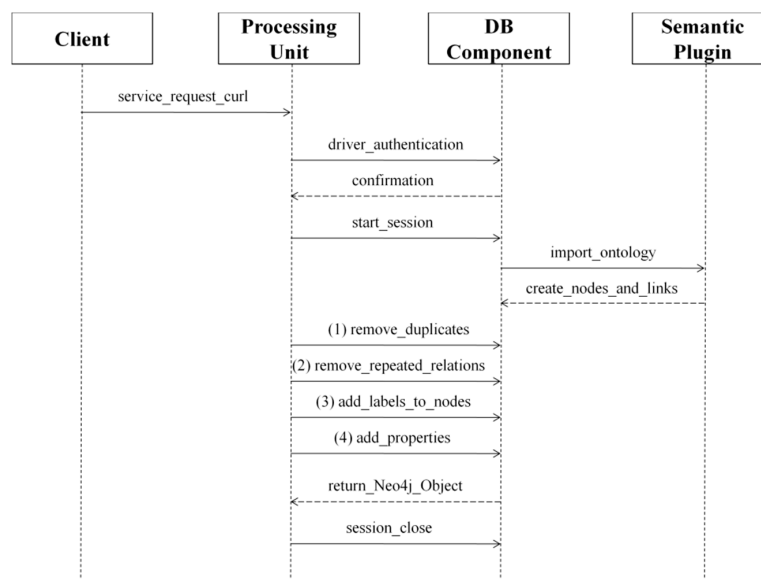 Client
Processing
Unit
DB
Component
Semantic
Plugin
service_request_curl
driver_authentication
confirmation
start_session
import_ontology
create_nodes_and_links
(1) remove_duplicates
(2) remove_repeated_relations
(3) add_labels_to_nodes
(4) add_properties
return_Neo4j_Object
session_close